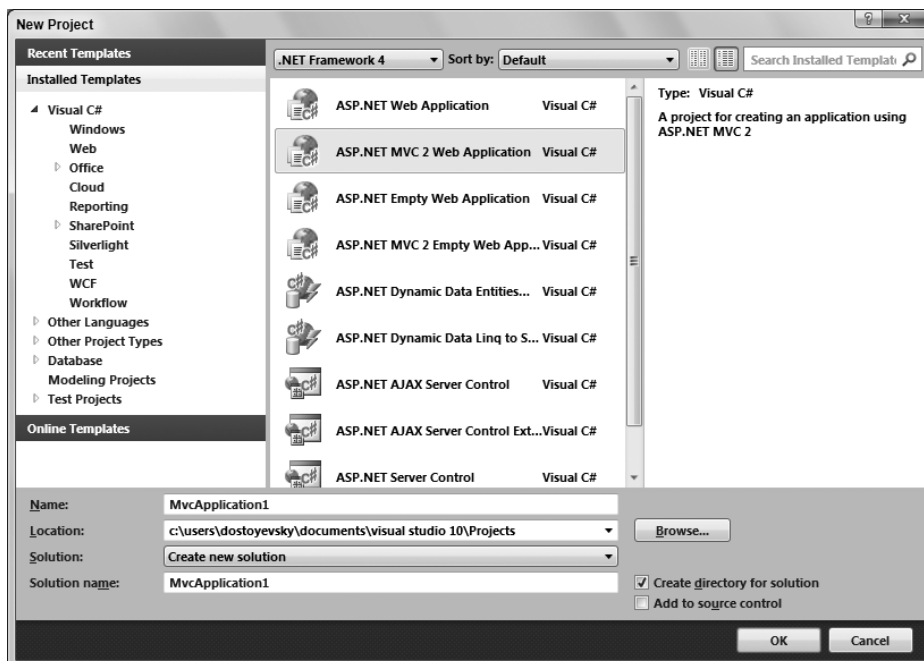 New Project
Recent Templates
Installed Templates
Visual C#
Windows
Web
Office
Cloud
Reporting
SharePoint
Silverlight
Test
WCF
Workflow
Other Languages
Other Project Types
Database
Modeling Projects
Test Projects
Online Templates
.NET Framework 4 Sort by: Default
Search Installed Templat
ASP.NET Web Application Visual C#
ASP.NET MVC 2 Web Application Visual C#
ASP.NET Empty Web Application Visual C#
ASP.NET MVC 2 Empty Web App... Visual C#
ASP.NET Dynamic Data Entities... Visual C#
ASP.NET Dynamic Data Linq to S... Visual C#
ASP.NET AJAX Server Control Visual C#
ASP.NET AJAX Server Control Ext...Visual C#
ASP.NET Server Control Visual C#
Type: Visual C#
A project for creating an application using
ASP.NET MVC 2
Name: MvcApplication1
Location: c:\users\dostoyevsky\documents\visual studio 10\Projects Browse...
Solution: Create new solution
Solution name: MvcApplication1
Create directory for solution
Add to source control
OK Cancel